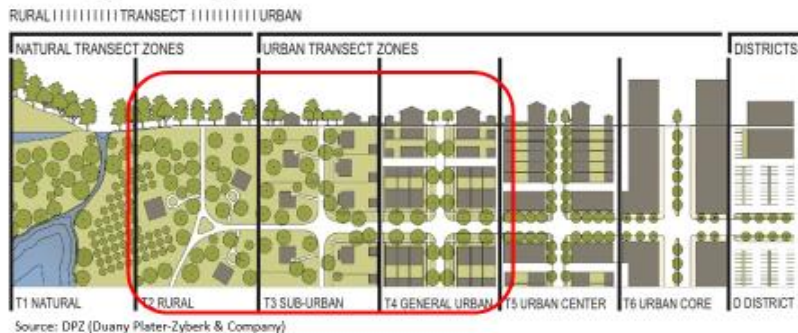 RURAL IIIIIIIIII TRANSECT IIIIIIIIII URBAN
NATURAL TRANSECT ZONES URBAN TRANSECT ZONES DISTRICTS
T1 NATURAL T2 RURAL T3 SUB-URBAN T4 GENERAL URBAN T5 URBAN CENTER T6 URBAN CORE D DISTRICT
Source: DPZ (Duany Plater-Zyberk & Company)